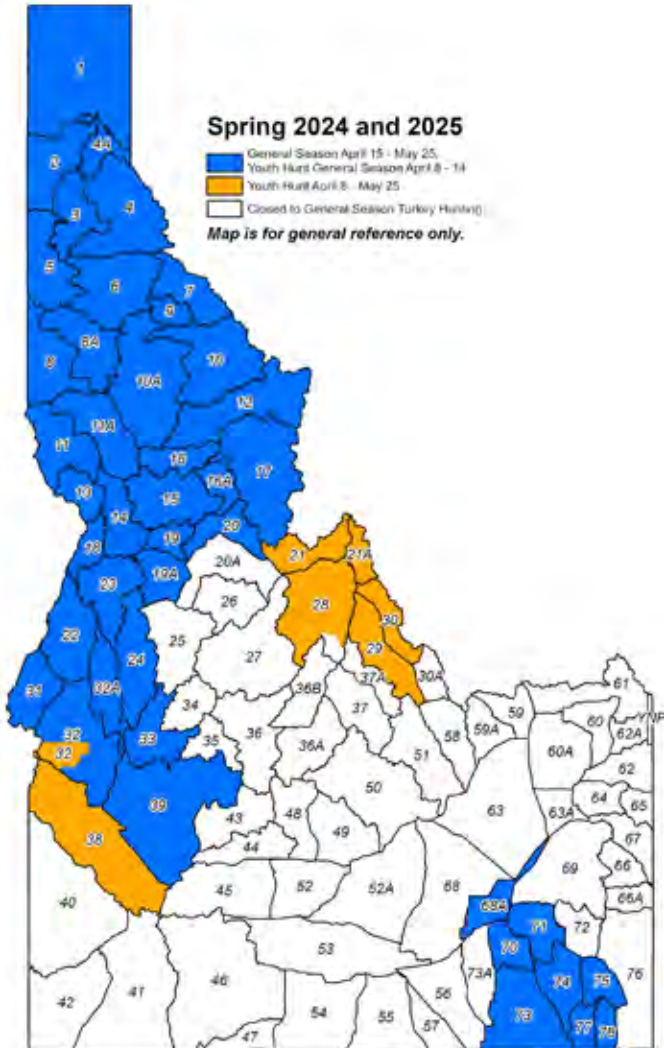 1
Spring 2024 and 2025
4A
General Season April 15 - May 25,
2
Youth Hunt General Season April 8 - 14
Youth Hunt April 8 - May 25
3
4
Closed to General Season Turkey Hunting
Map is for general reference only.
5
6
7
9
8A
8
10
10A
12
11A
11
17
16
16A
13
15
14
20
18
19
21
21A
20A
19A
23
26
28
30
25
29
22
24
27
37A
30A
32A
36B
31
34
37
61
59
YNP
32
33
35
36
58
59A
60
62A
32
36A
51
60A
62
50
39
63
64
65
43
48
63A
38
49
67
44
69
66
45
52
52A
68
68A
66A
40
71
72
53
70
73A
76
46
74
75
42
41
54
55
56
73
77
78
47
57